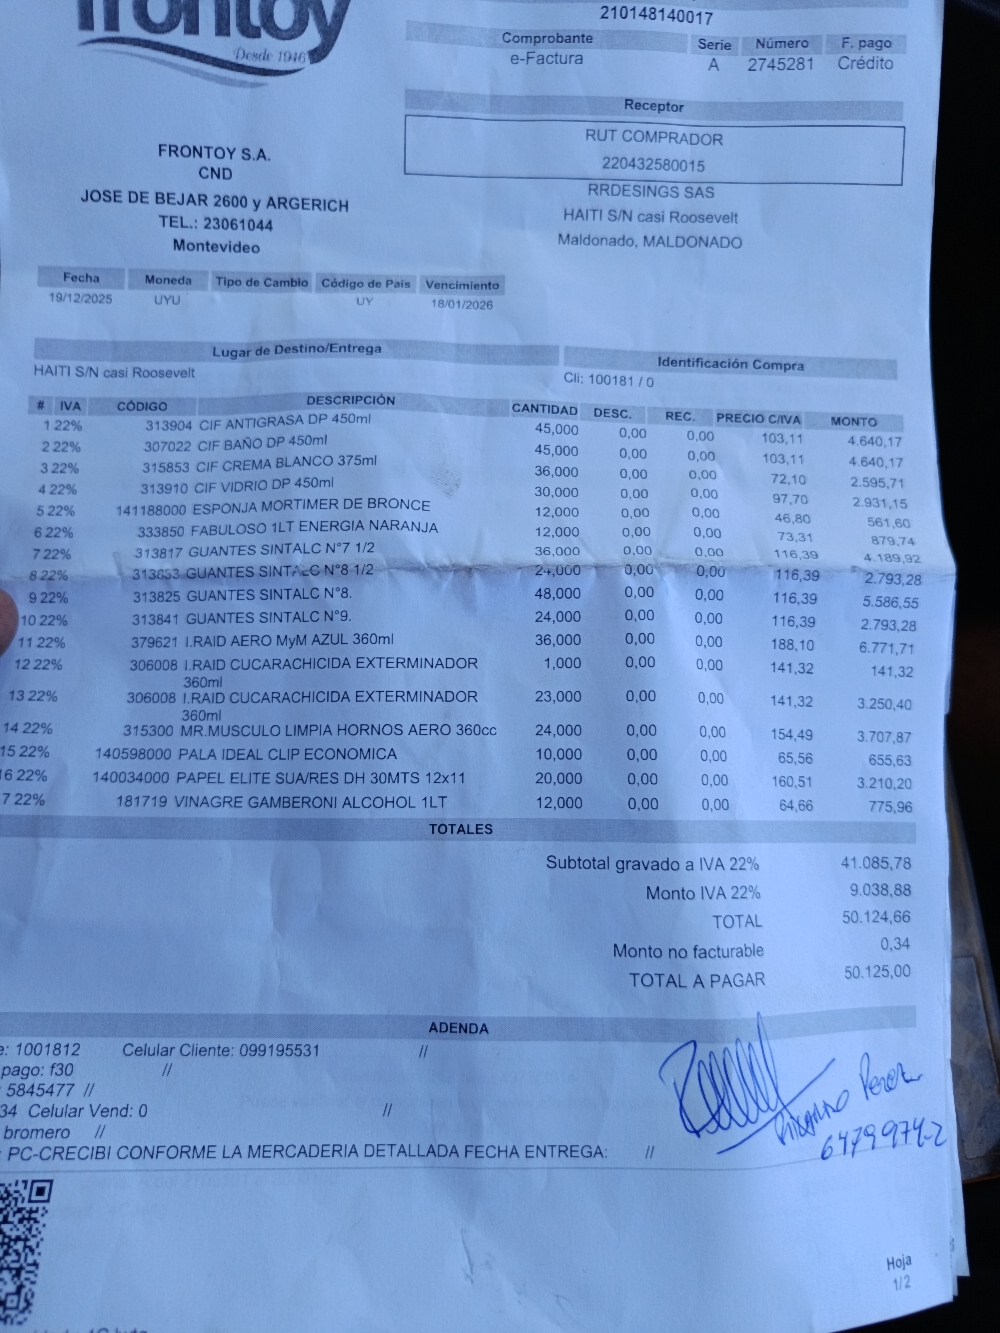 frontoy
Desde 1946
210148140017
Comprobante Serie Número F. pago
e-Factura A 2745281 Crédito
Receptor
RUT COMPRADOR
220432580015
RRDESINGS SAS
HAITI S/N casi Roosevelt
Maldonado, MALDONADO
FRONTOY S.A.
CND
JOSE DE BEJAR 2600 y ARGERICH
TEL.: 23061044
Montevideo
Fecha Moneda Tipo de Cambio Código de País Vencimiento
19/12/2025 UYU UY 18/01/2026
Lugar de Destino/Entrega Identificación Compra
HAITI S/N casi Roosevelt Cli: 100181 / 0
# IVA CÓDIGO DESCRIPCIÓN CANTIDAD DESC. REC. PRECIO C/IVA MONTO
1 22% 313904 CIF ANTIGRASA DP 450ml 45,000 0,00 0,00 103,11 4.640,17
2 22% 307022 CIF BAÑO DP 450ml 45,000 0,00 0,00 103,11 4.640,17
3 22% 315853 CIF CREMA BLANCO 375ml 36,000 0,00 0,00 72,10 2.595,71
4 22% 313910 CIF VIDRIO DP 450ml 30,000 0,00 0,00 97,70 2.931,15
5 22% 141188000 ESPONJA MORTIMER DE BRONCE 12,000 0,00 0,00 46,80 561,60
6 22% 333850 FABULOSO 1LT ENERGIA NARANJA 12,000 0,00 0,00 73,31 879,74
7 22% 313817 GUANTES SINTALC N°7 1/2 36,000 0,00 0,00 116,39 4.189,92
8 22% 313833 GUANTES SINTALC N°8 1/2 24,000 0,00 0,00 116,39 2.793,28
9 22% 313825 GUANTES SINTALC N°8. 48,000 0,00 0,00 116,39 5.586,55
10 22% 313841 GUANTES SINTALC N°9. 24,000 0,00 0,00 116,39 2.793,28
11 22% 379621 I.RAID AERO MyM AZUL 360ml 36,000 0,00 0,00 188,10 6.771,71
12 22% 306008 I.RAID CUCARACHICIDA EXTERMINADOR 1,000 0,00 0,00 141,32 141,32
360ml
13 22% 306008 I.RAID CUCARACHICIDA EXTERMINADOR 23,000 0,00 0,00 141,32 3.250,40
360ml
14 22% 315300 MR.MUSCULO LIMPIA HORNOS AERO 360cc 24,000 0,00 0,00 154,49 3.707,87
15 22% 140598000 PALA IDEAL CLIP ECONOMICA 10,000 0,00 0,00 65,56 655,63
16 22% 140034000 PAPEL ELITE SUA/RES DH 30MTS 12x11 20,000 0,00 0,00 160,51 3.210,20
7 22% 181719 VINAGRE GAMBERONI ALCOHOL 1LT 12,000 0,00 0,00 64,66 775,96
TOTALES
Subtotal gravado a IVA 22% 41.085,78
Monto IVA 22% 9.038,88
TOTAL 50.124,66
Monto no facturable 0,34
TOTAL A PAGAR 50.125,00
ADENDA
e: 1001812 Celular Cliente: 099195531 //
pago: f30 //
: 5845477 //
34 Celular Vend: 0 //
bromero //
: PC-CRECIBI CONFORME LA MERCADERIA DETALLADA FECHA ENTREGA: //
Perez
6479974-2
Hoja
1/2